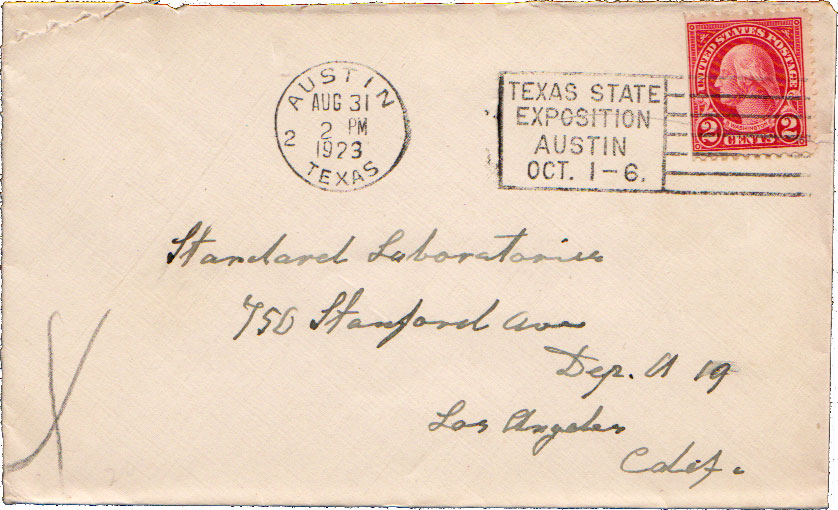 AUSTIN
AUG 31
2 PM
1923
TEXAS
2
TEXAS STATE
EXPOSITION
AUSTIN
OCT. 1-6.
UNITED STATES POSTAGE
WASHINGTON
2 CENTS 2
Standard Laboratories
750 Stanford Ave
Dep. A 19
Los Angeles
Calif.